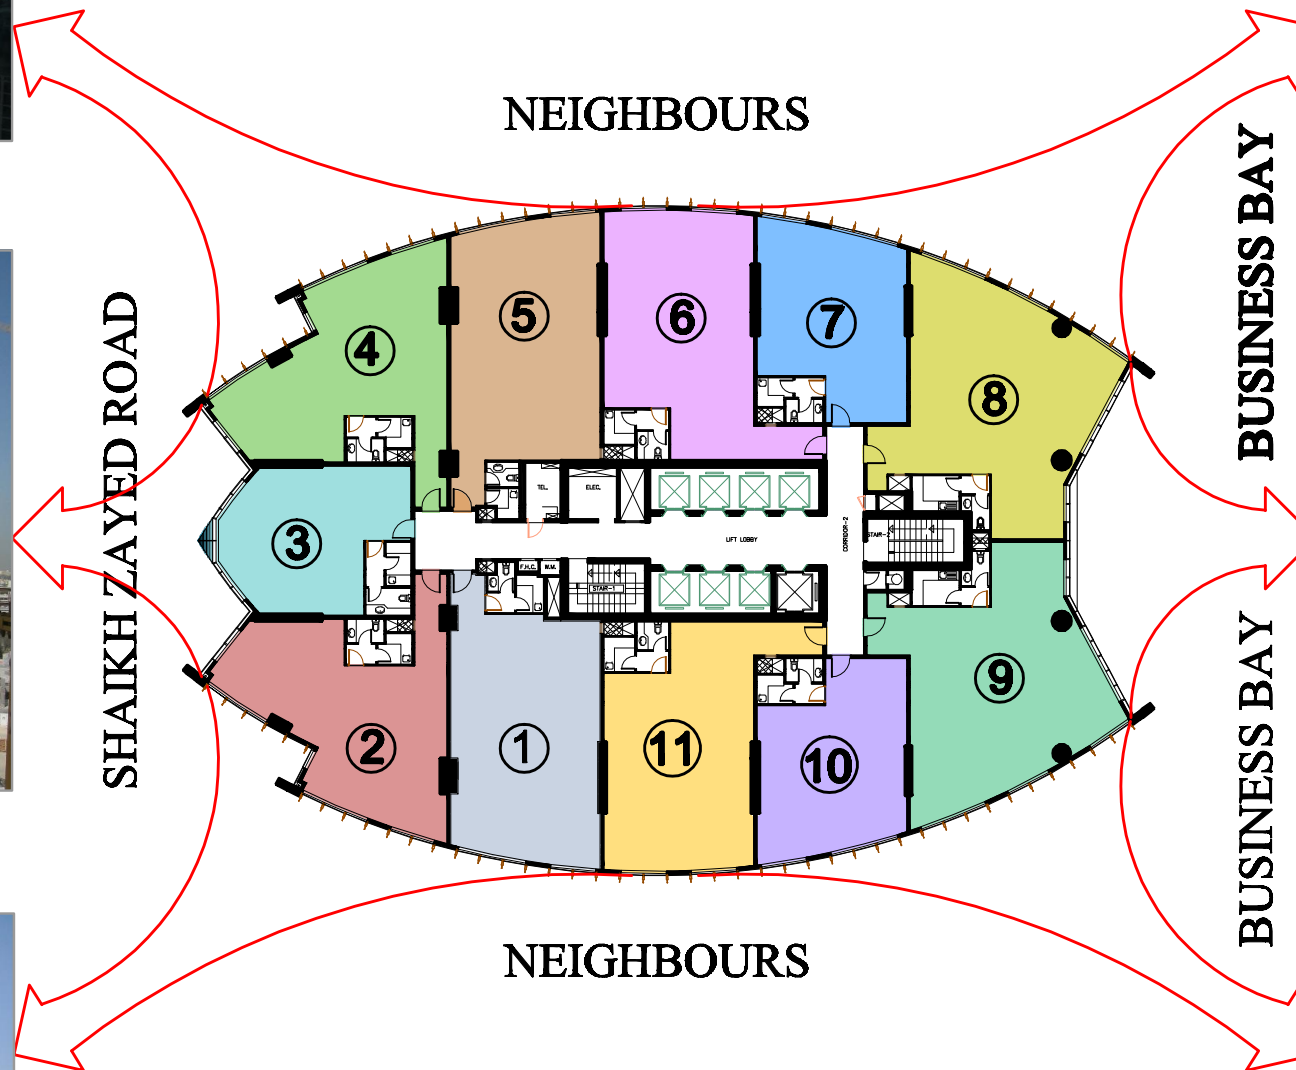 NEIGHBOURS
SHAIKH ZAYED ROAD
BUSINESS BAY
5
6
7
4
8
TEL.
ELEC.
3
LIFT LOBBY
CORRIDOR-2
STAIR-2
F.H.C.
W.M.
STAIR-1
9
2
1
11
10
BUSINESS BAY
NEIGHBOURS